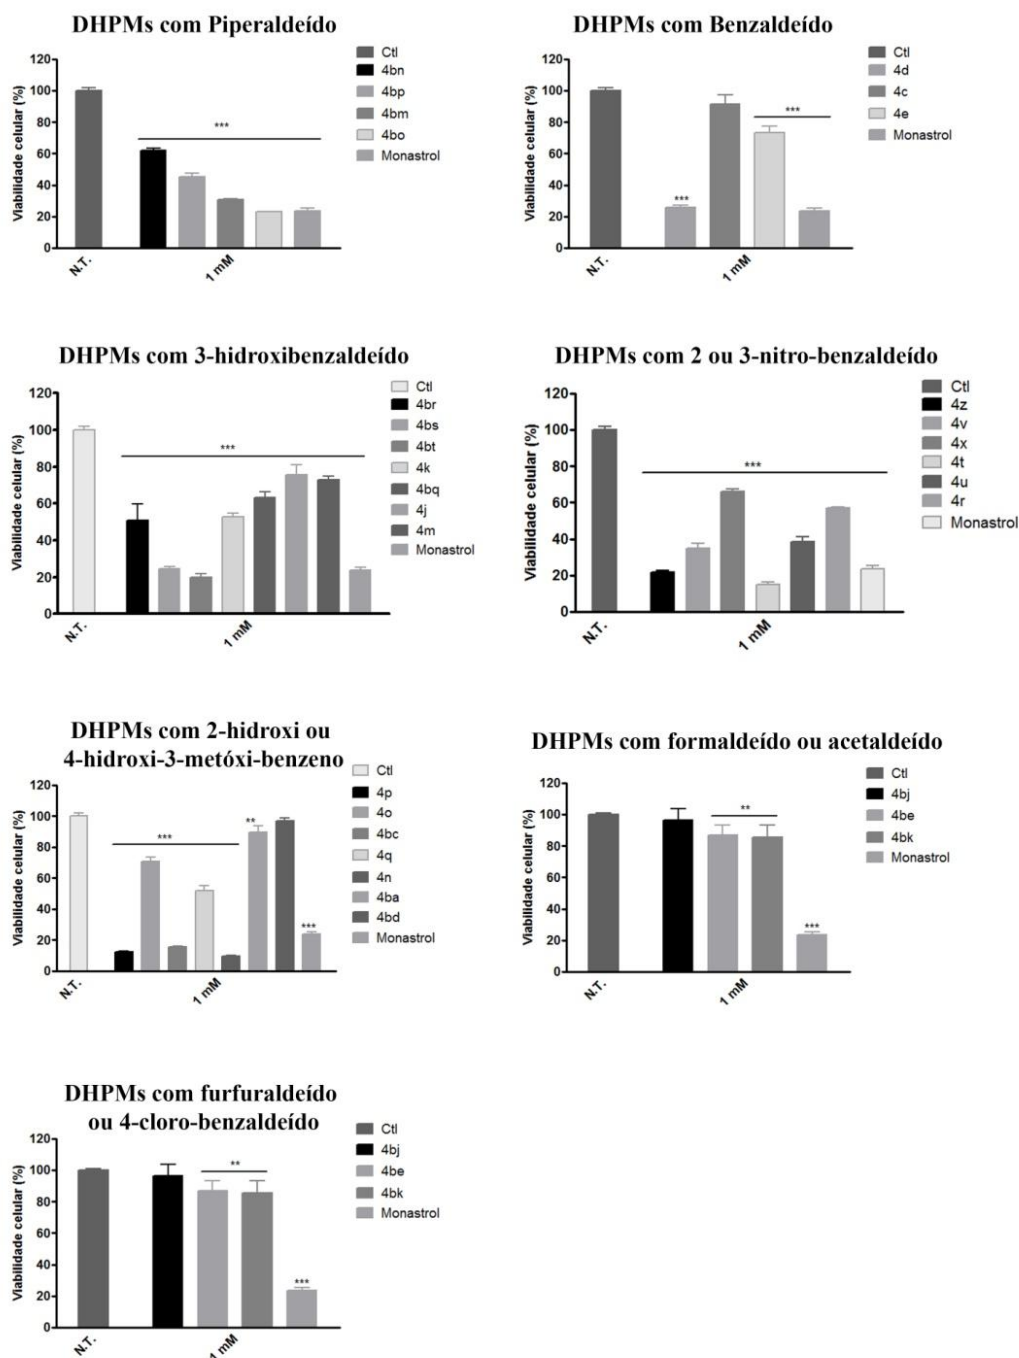 DHPMs com Piperaldeído
Viabilidade celular (%)
120
100
80
60
40
20
0
***
N.T.
1 mM
Ctl
4bn
4bp
4bm
4bo
Monastrol
DHPMs com Benzaldeído
Viabilidade celular (%)
120
100
80
60
40
20
0
***
***
N.T.
1 mM
Ctl
4d
4c
4e
Monastrol
DHPMs com 3-hidroxibenzaldeído
Viabilidade celular (%)
120
100
80
60
40
20
0
***
N.T.
1 mM
Ctl
4br
4bs
4bt
4k
4bq
4j
4m
Monastrol
DHPMs com 2 ou 3-nitro-benzaldeído
Viabilidade celular (%)
120
100
80
60
40
20
0
***
N.T.
1 mM
Ctl
4z
4v
4x
4t
4u
4r
Monastrol
DHPMs com 2-hidroxi ou
4-hidroxi-3-metóxi-benzeno
Viabilidade celular (%)
120
100
80
60
40
20
0
***
**
***
N.T.
1 mM
Ctl
4p
4o
4bc
4q
4n
4ba
4bd
Monastrol
DHPMs com formaldeído ou acetaldeído
Viabilidade celular (%)
120
100
80
60
40
20
0
**
***
N.T.
1 mM
Ctl
4bj
4be
4bk
Monastrol
DHPMs com furfuraldeído
ou 4-cloro-benzaldeído
Viabilidade celular (%)
120
100
80
60
40
20
0
**
***
N.T.
1 mM
Ctl
4bj
4be
4bk
Monastrol